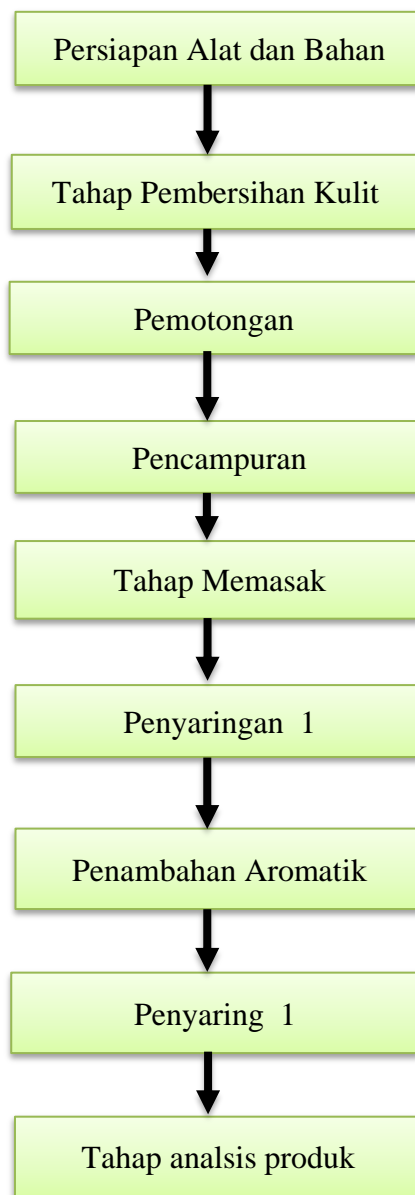 Persiapan Alat dan Bahan
Tahap Pembersihan Kulit
Pemotongan
Pencampuran
Tahap Memasak
Penyaringan 1
Penambahan Aromatik
Penyaring 1
Tahap analsis produk